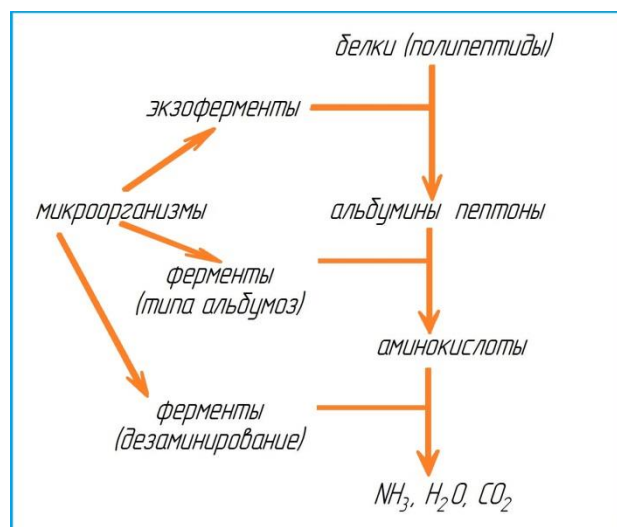 белки (полипептиды)
экзоферменты
микроорганизмы
альбумины пептоны
ферменты
(типа альбумоз)
аминокислоты
ферменты
(дезаминирование)
NH₃, H₂O, CO₂